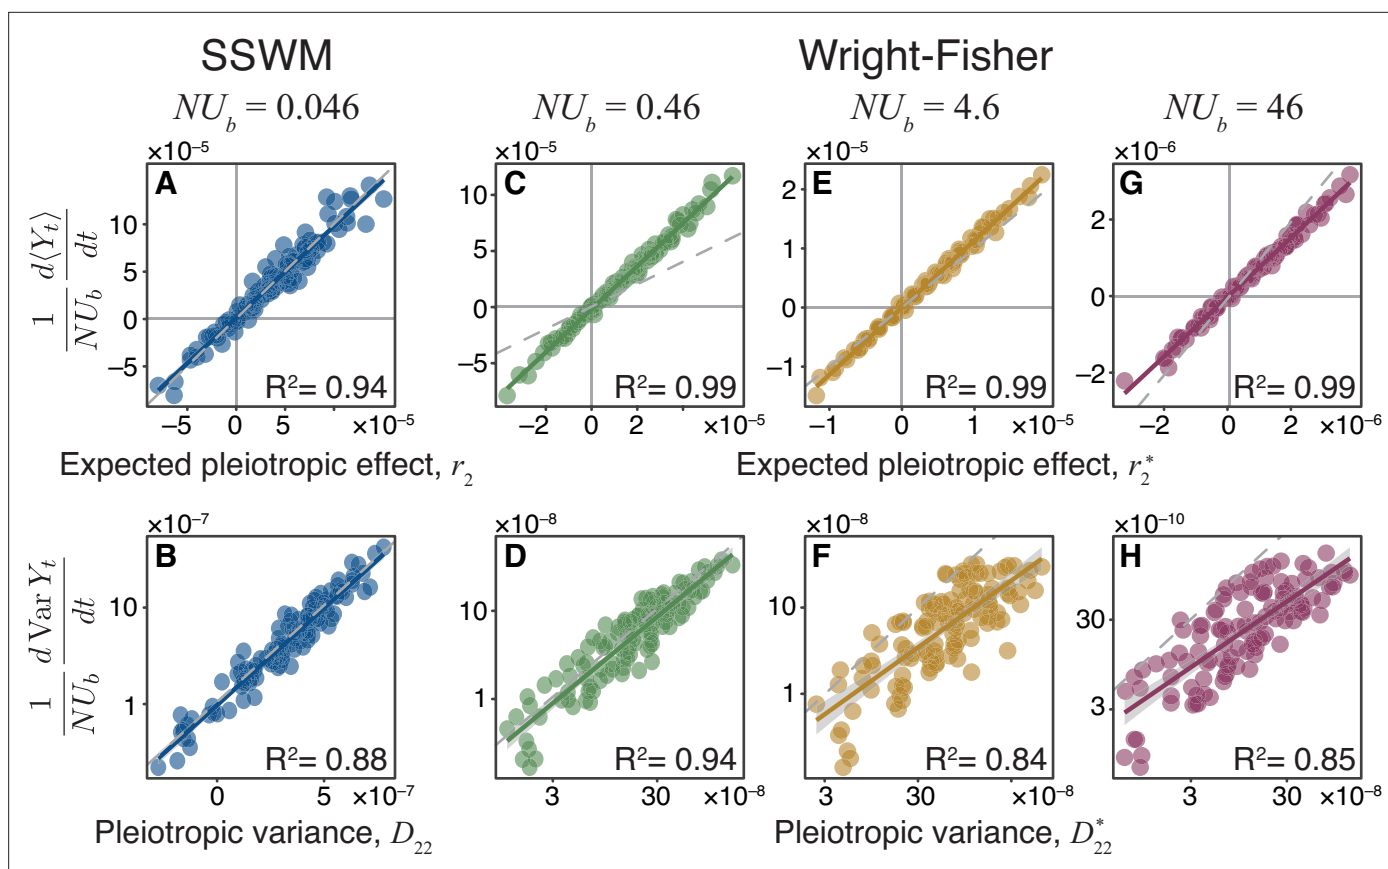 SSWM
Wright-Fisher
NU_b = 0.046
NU_b = 0.46
NU_b = 4.6
NU_b = 46
1/NU_b d⟨Y_t⟩/dt
×10⁻⁵
A
10
5
0
−5
R²= 0.94
−5 0 5 ×10⁻⁵
×10⁻⁵
C
10
5
0
−5
R²= 0.99
−2 0 2 ×10⁻⁵
×10⁻⁵
E
2
1
0
−1
R²= 0.99
−1 0 1 ×10⁻⁵
×10⁻⁶
G
2
0
−2
R²= 0.99
−2 0 2 ×10⁻⁶
Expected pleiotropic effect, r₂
Expected pleiotropic effect, r₂*
1/NU_b d Var Y_t/dt
×10⁻⁷
B
10
1
R²= 0.88
0 5 ×10⁻⁷
×10⁻⁸
D
10
1
R²= 0.94
3 30 ×10⁻⁸
×10⁻⁸
F
10
1
R²= 0.84
3 30 ×10⁻⁸
×10⁻¹⁰
H
30
3
R²= 0.85
3 30 ×10⁻⁸
Pleiotropic variance, D₂₂
Pleiotropic variance, D₂₂*